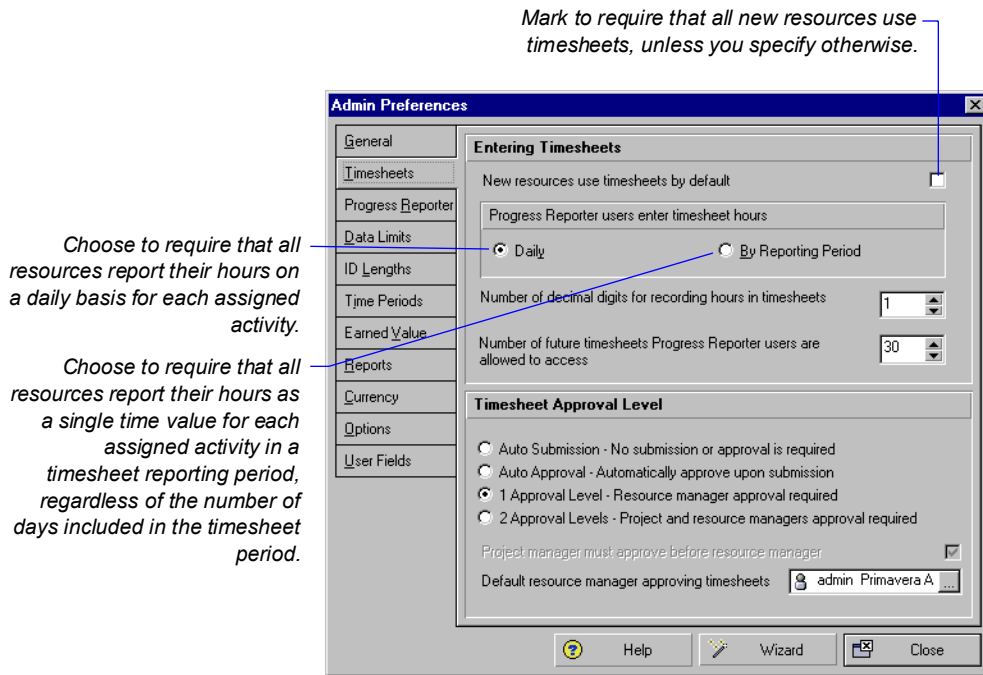 Mark to require that all new resources use
timesheets, unless you specify otherwise.
Admin Preferences
General
Timesheets
Progress Reporter
Data Limits
ID Lengths
Time Periods
Earned Value
Reports
Currency
Options
User Fields
Entering Timesheets
New resources use timesheets by default
Progress Reporter users enter timesheet hours
Daily
By Reporting Period
Number of decimal digits for recording hours in timesheets
1
Number of future timesheets Progress Reporter users are
allowed to access
30
Timesheet Approval Level
Auto Submission - No submission or approval is required
Auto Approval - Automatically approve upon submission
1 Approval Level - Resource manager approval required
2 Approval Levels - Project and resource managers approval required
Project manager must approve before resource manager
Default resource manager approving timesheets
admin Primavera A
...
Help
Wizard
Close
Choose to require that all
resources report their hours on
a daily basis for each assigned
activity.
Choose to require that all
resources report their hours as
a single time value for each
assigned activity in a
timesheet reporting period,
regardless of the number of
days included in the timesheet
period.